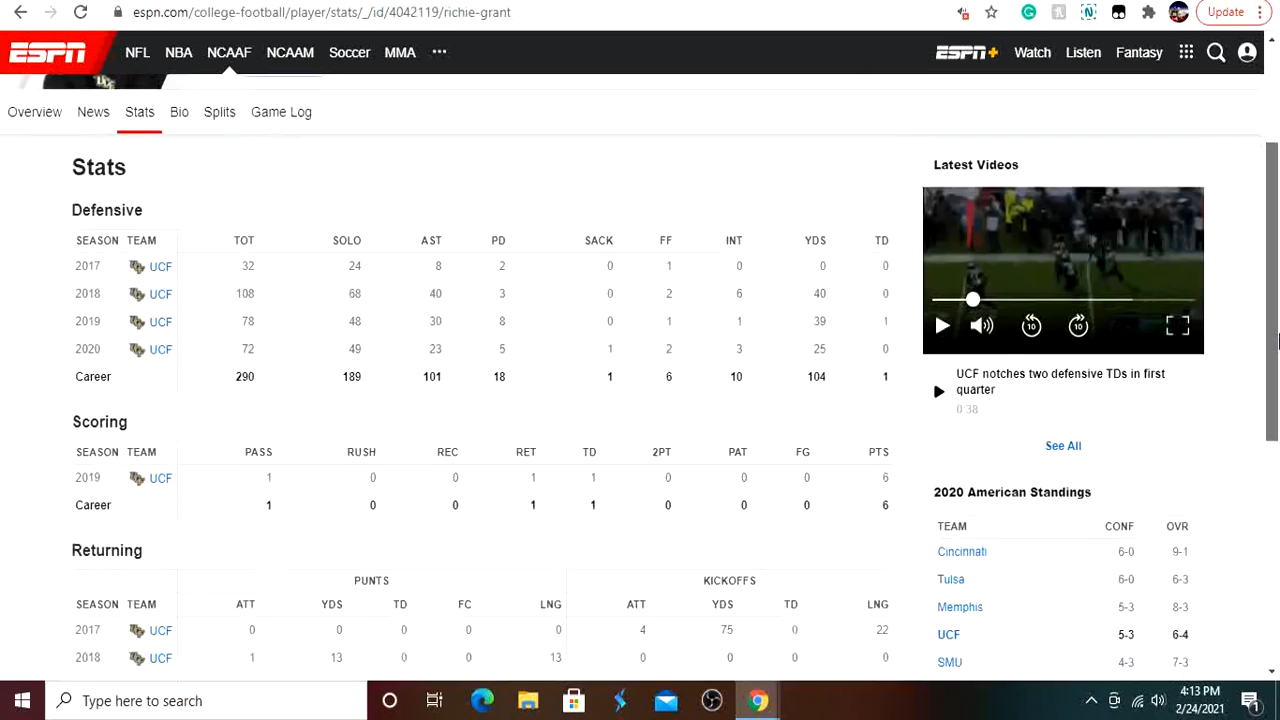 espn.com/college-football/player/stats/_/id/4042119/richie-grant
Update
ESPN NFL NBA NCAAF NCAAM Soccer MMA ESPN+ Watch Listen Fantasy
Overview News Stats Bio Splits Game Log
Stats
Defensive
SEASON TEAM TOT SOLO AST PD SACK FF INT YDS TD
2017 UCF 32 24 8 2 0 1 0 0 0
2018 UCF 108 68 40 3 0 2 6 40 0
2019 UCF 78 48 30 8 0 1 1 39 1
2020 UCF 72 49 23 5 1 2 3 25 0
Career 290 189 101 18 1 6 10 104 1
Scoring
SEASON TEAM PASS RUSH REC RET TD 2PT PAT FG PTS
2019 UCF 1 0 0 1 1 0 0 0 6
Career 1 0 0 1 1 0 0 0 6
Returning
PUNTS KICKOFFS
SEASON TEAM ATT YDS TD FC LNG ATT YDS TD LNG
2017 UCF 0 0 0 0 0 4 75 0 22
2018 UCF 1 13 0 0 13 0 0 0 0
Latest Videos
10 10
UCF notches two defensive TDs in first
quarter
0:38
See All
2020 American Standings
TEAM CONF OVR
Cincinnati 6-0 9-1
Tulsa 6-0 6-3
Memphis 5-3 8-3
UCF 5-3 6-4
SMU 4-3 7-3
Type here to search
4:13 PM
2/24/2021
1